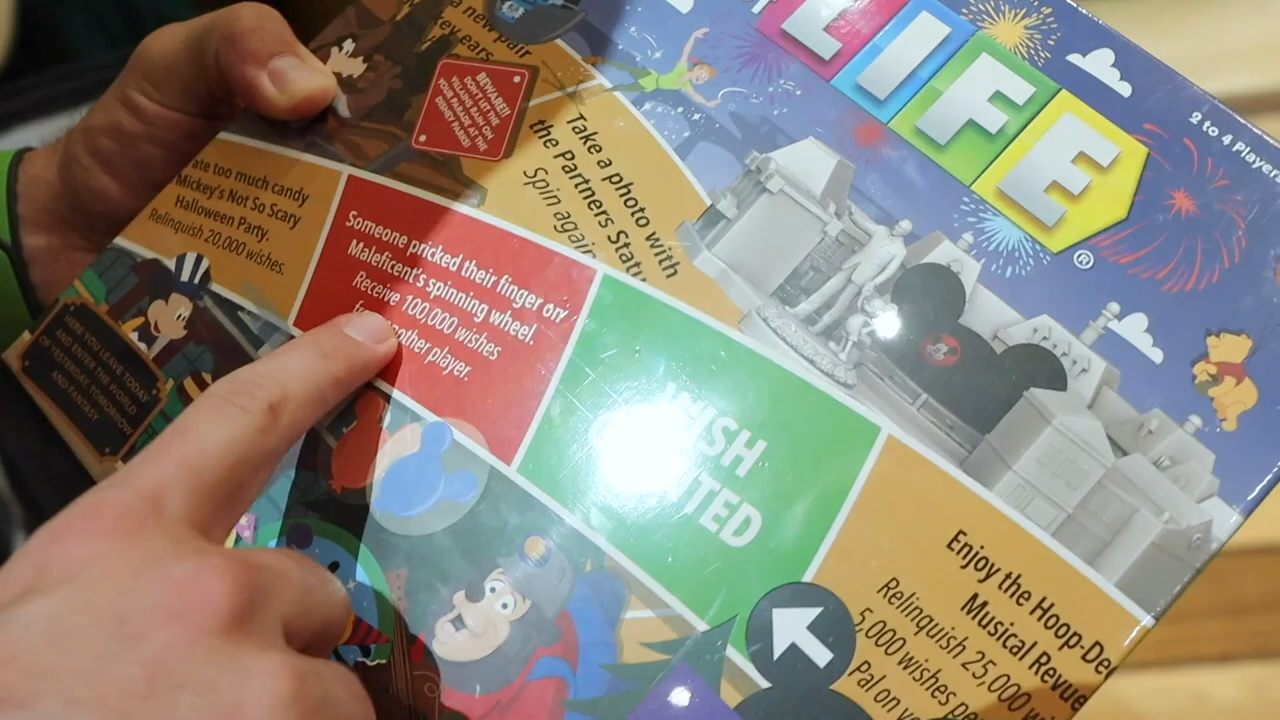 LIFE
®
2 to 4 Players
a new pair
key ears
BEWARE!!
DON'T LET THE
VILLAINS RAIN ON
YOUR PARADE AT THE
DISNEY PARKS!
Take a photo with
the Partners
Spin again
ate too much candy
Mickey's Not So Scary
Halloween Party.
Relinquish 20,000 wishes.
Someone pricked their finger on
Maleficent's spinning wheel.
Receive 100,000 wishes
other player.
HERE YOU LEAVE TODAY
AND ENTER THE WORLD
OF YESTERDAY, TOMORROW
AND FANTASY
Enjoy the
Musical Revue
Relinquish 25,000
5,000 wishes
Pal on